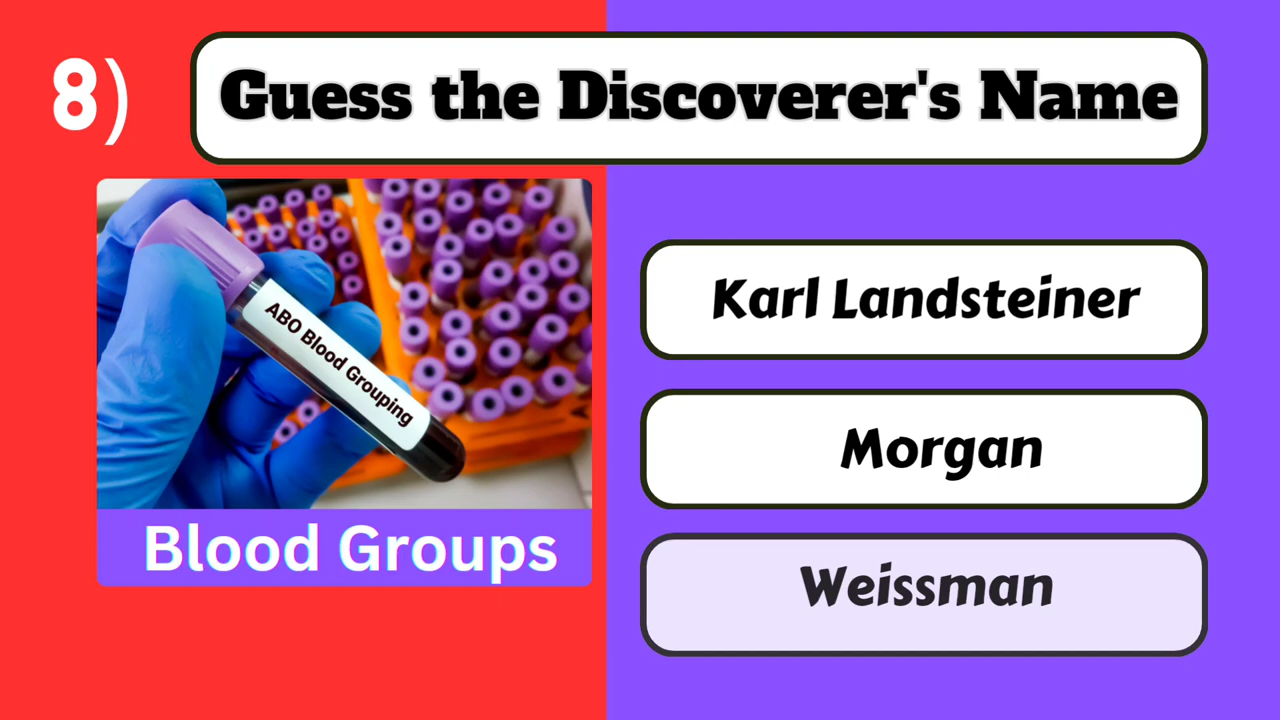 8)
Guess the Discoverer's Name
ABO Blood Grouping
Blood Groups
Karl Landsteiner
Morgan
Weissman